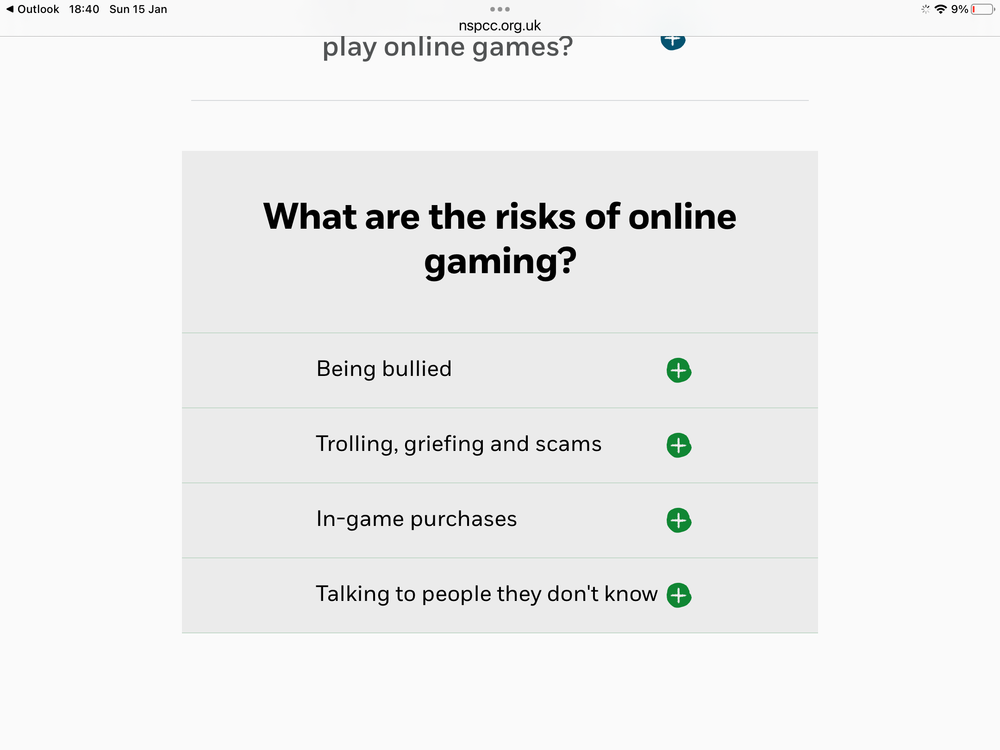 Outlook 18:40 Sun 15 Jan
9%
nspcc.org.uk
play online games?
What are the risks of online
gaming?
Being bullied
Trolling, griefing and scams
In-game purchases
Talking to people they don't know